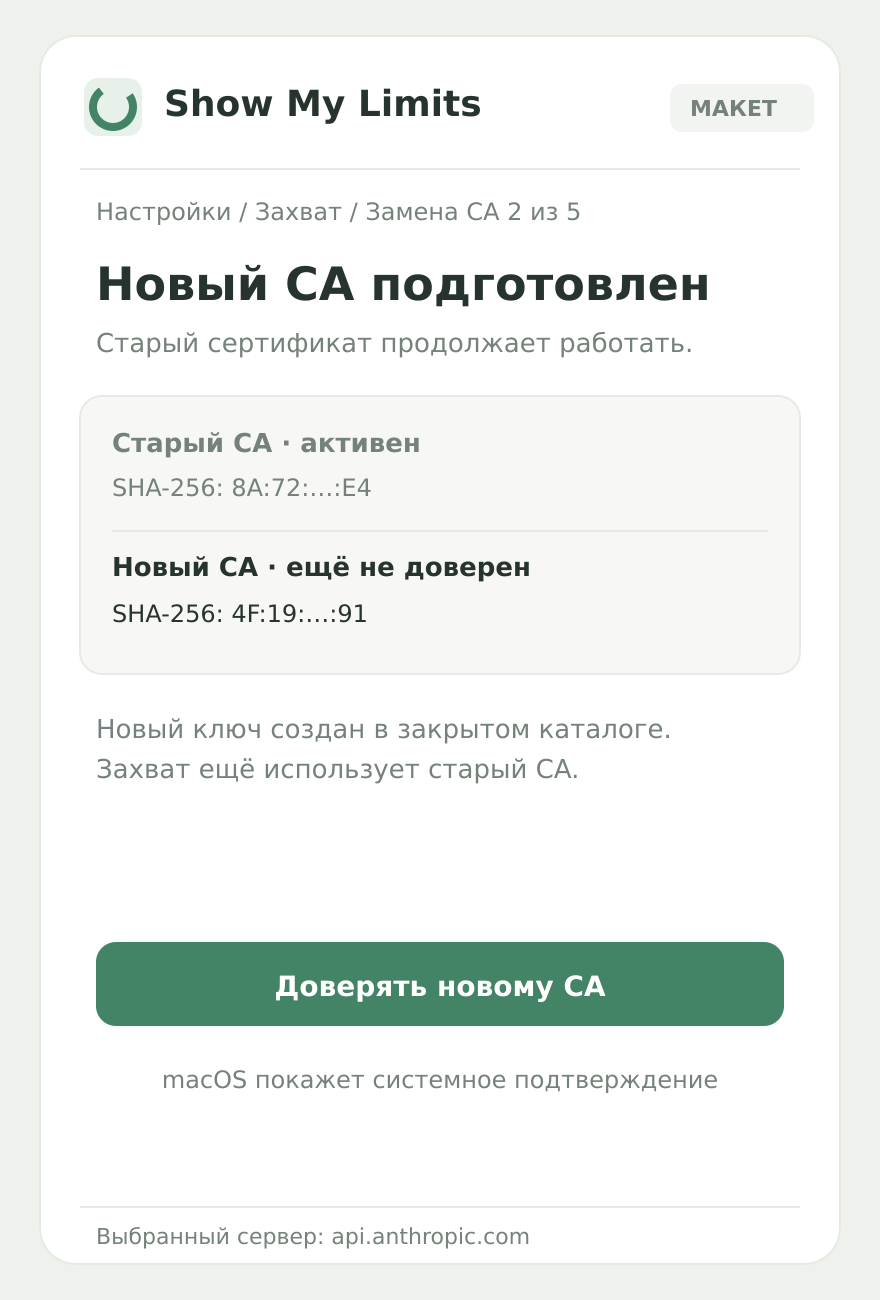 Show My Limits
МАКЕТ
Настройки / Захват / Замена CA 2 из 5
Новый CA подготовлен
Старый сертификат продолжает работать.
Старый CA · активен
SHA-256: 8A:72:…:E4
Новый CA · ещё не доверен
SHA-256: 4F:19:…:91
Новый ключ создан в закрытом каталоге.
Захват ещё использует старый CA.
Доверять новому CA
macOS покажет системное подтверждение
Выбранный сервер: api.anthropic.com